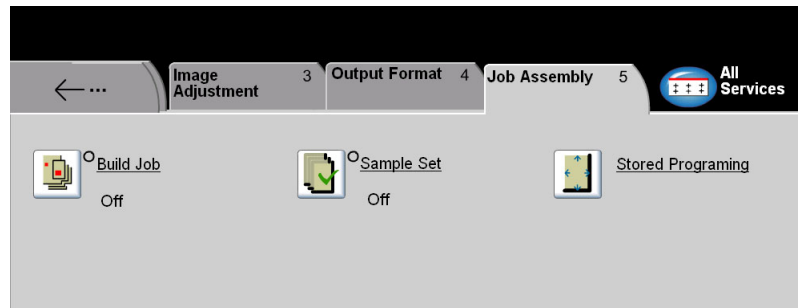 ←...
Image
Adjustment 3
Output Format 4
Job Assembly 5
All
Services
Build Job
Off
Sample Set
Off
Stored Programing